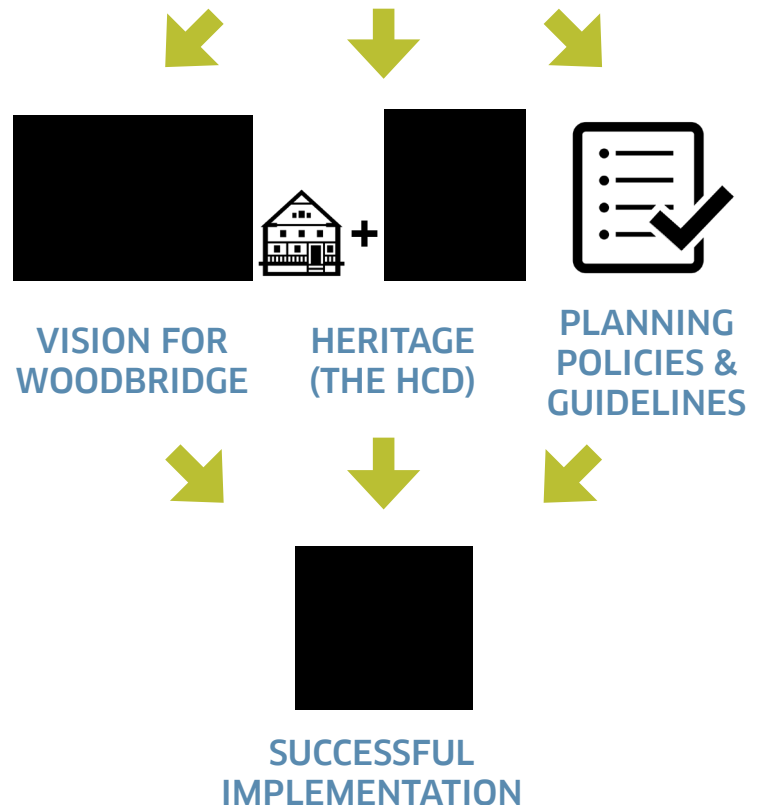 +
VISION FOR
WOODBRIDGE
HERITAGE
(THE HCD)
PLANNING
POLICIES &
GUIDELINES
SUCCESSFUL
IMPLEMENTATION